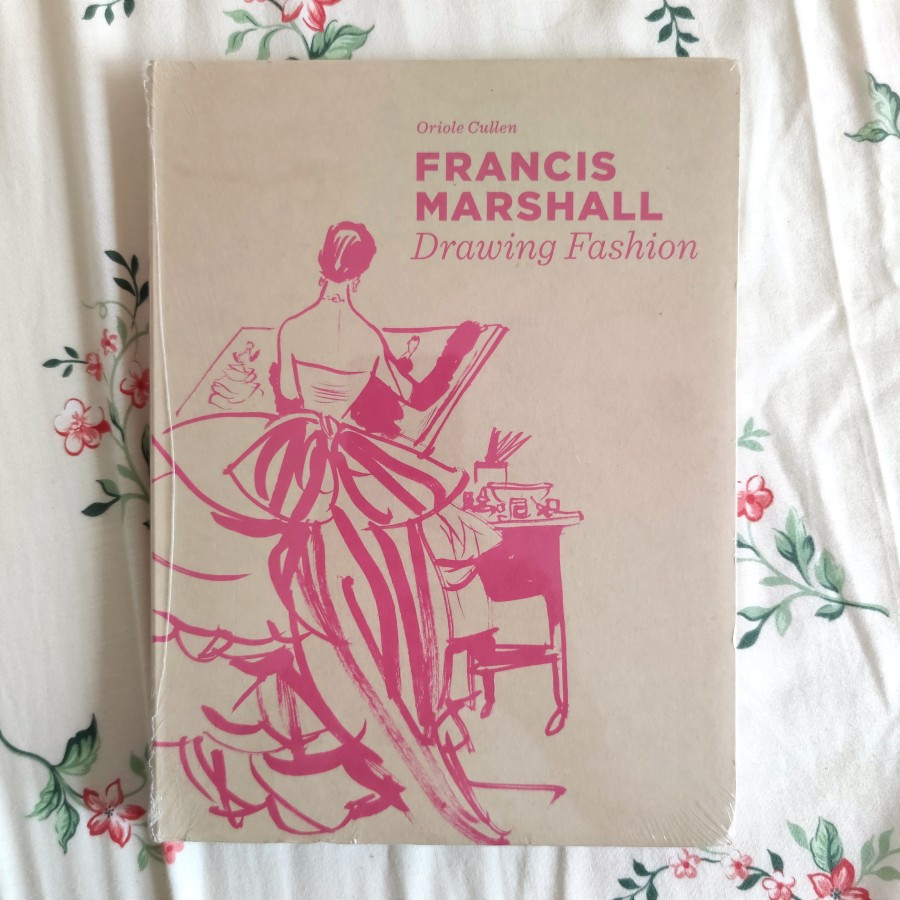 Oriole Cullen
FRANCIS
MARSHALL
Drawing Fashion